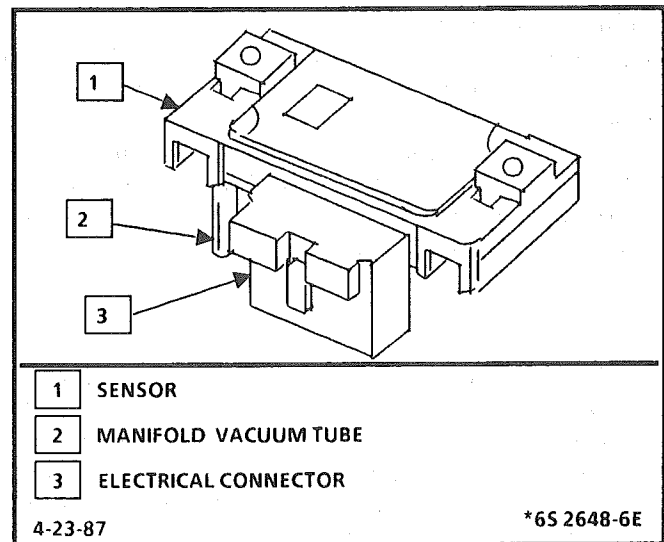 1
2
3
1 SENSOR
2 MANIFOLD VACUUM TUBE
3 ELECTRICAL CONNECTOR
4-23-87
*6S 2648-6E